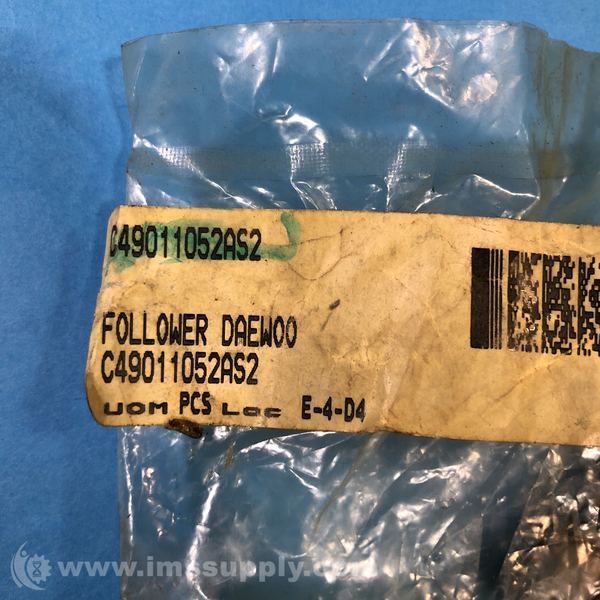 C49011052AS2
FOLLOWER DAEWOO
C49011052AS2
UOM PCS Loc E-4-D4
www.imssupply.com